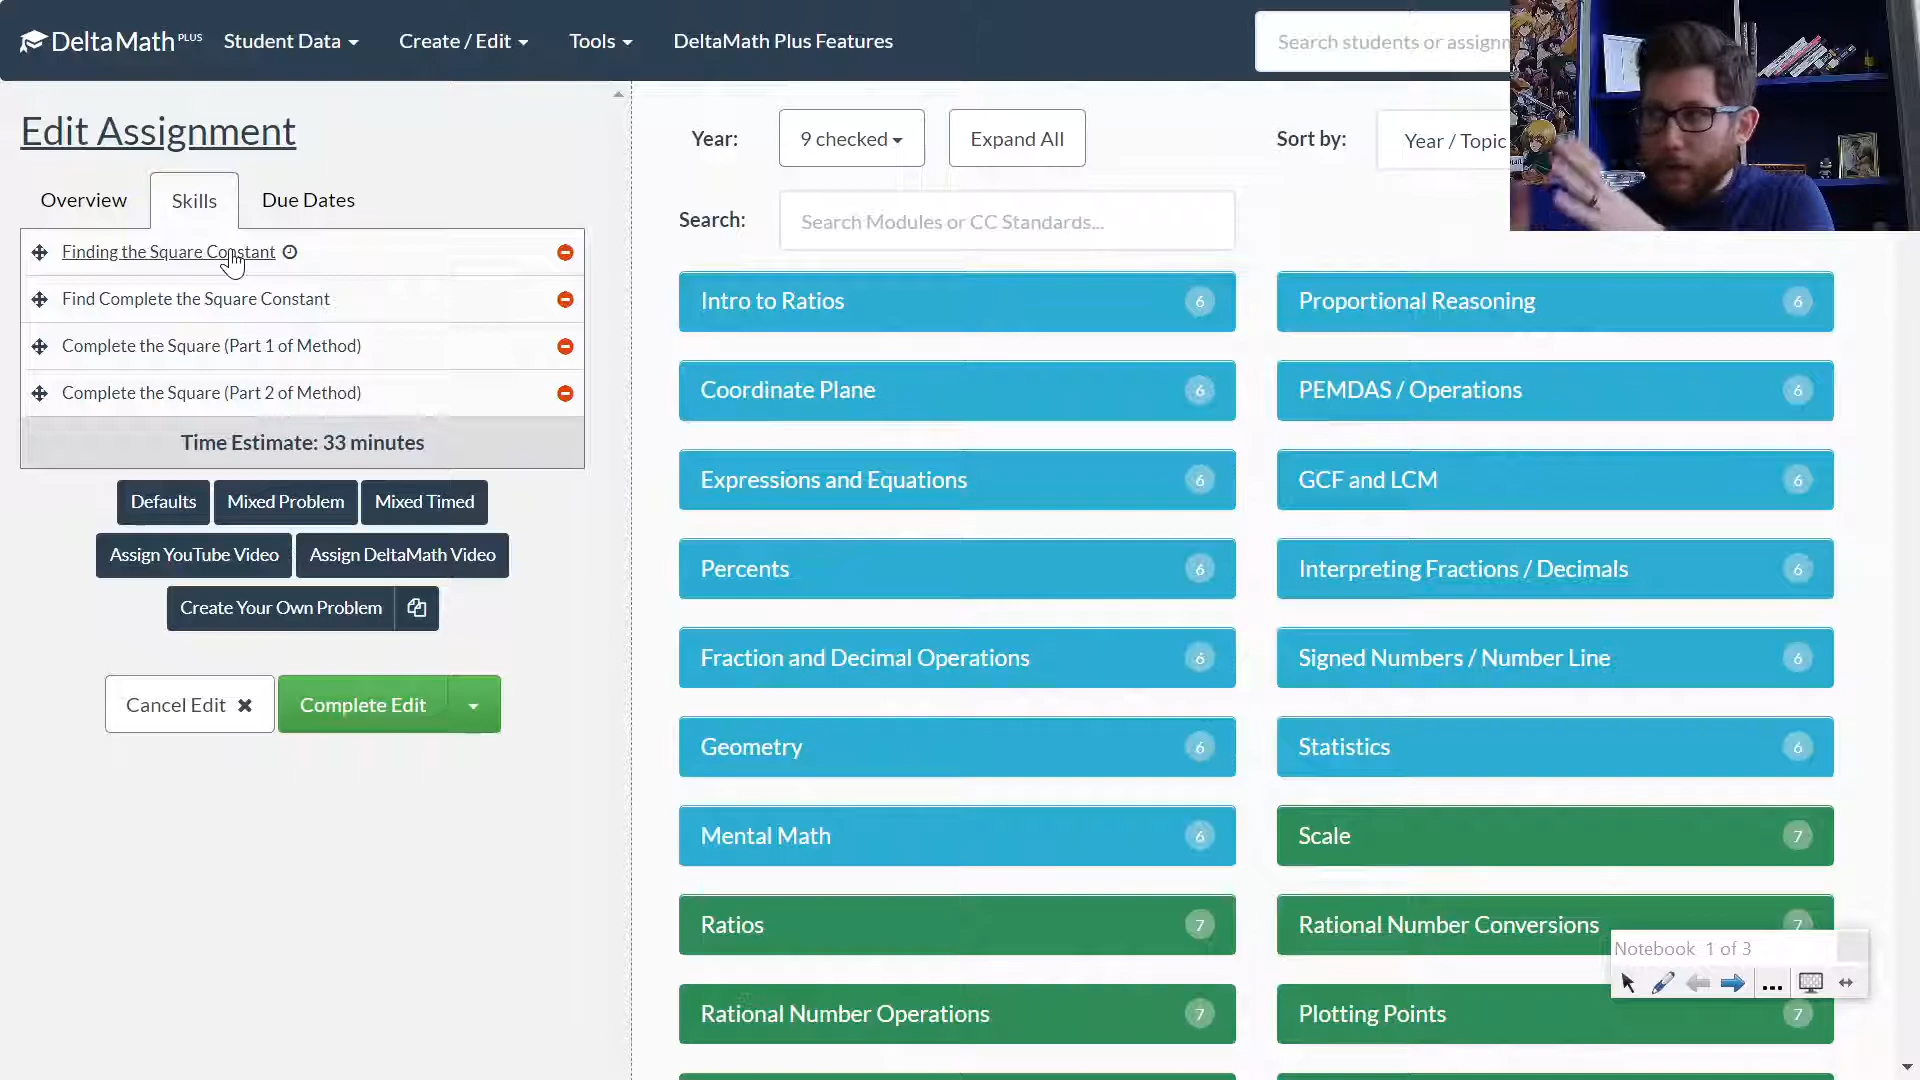 DeltaMath PLUS
Student Data
Create / Edit
Tools
DeltaMath Plus Features
Search students or assignm
Edit Assignment
Overview
Skills
Due Dates
Finding the Square Constant
Find Complete the Square Constant
Complete the Square (Part 1 of Method)
Complete the Square (Part 2 of Method)
Time Estimate: 33 minutes
Defaults
Mixed Problem
Mixed Timed
Assign YouTube Video
Assign DeltaMath Video
Create Your Own Problem
Cancel Edit
Complete Edit
Year:
9 checked
Expand All
Sort by:
Year / Topic
Search:
Search Modules or CC Standards...
Intro to Ratios 6
Proportional Reasoning 6
Coordinate Plane 6
PEMDAS / Operations 6
Expressions and Equations 6
GCF and LCM 6
Percents 6
Interpreting Fractions / Decimals 6
Fraction and Decimal Operations 6
Signed Numbers / Number Line 6
Geometry 6
Statistics 6
Mental Math 6
Scale 7
Ratios 7
Rational Number Conversions 7
Notebook 1 of 3
Rational Number Operations 7
Plotting Points 7